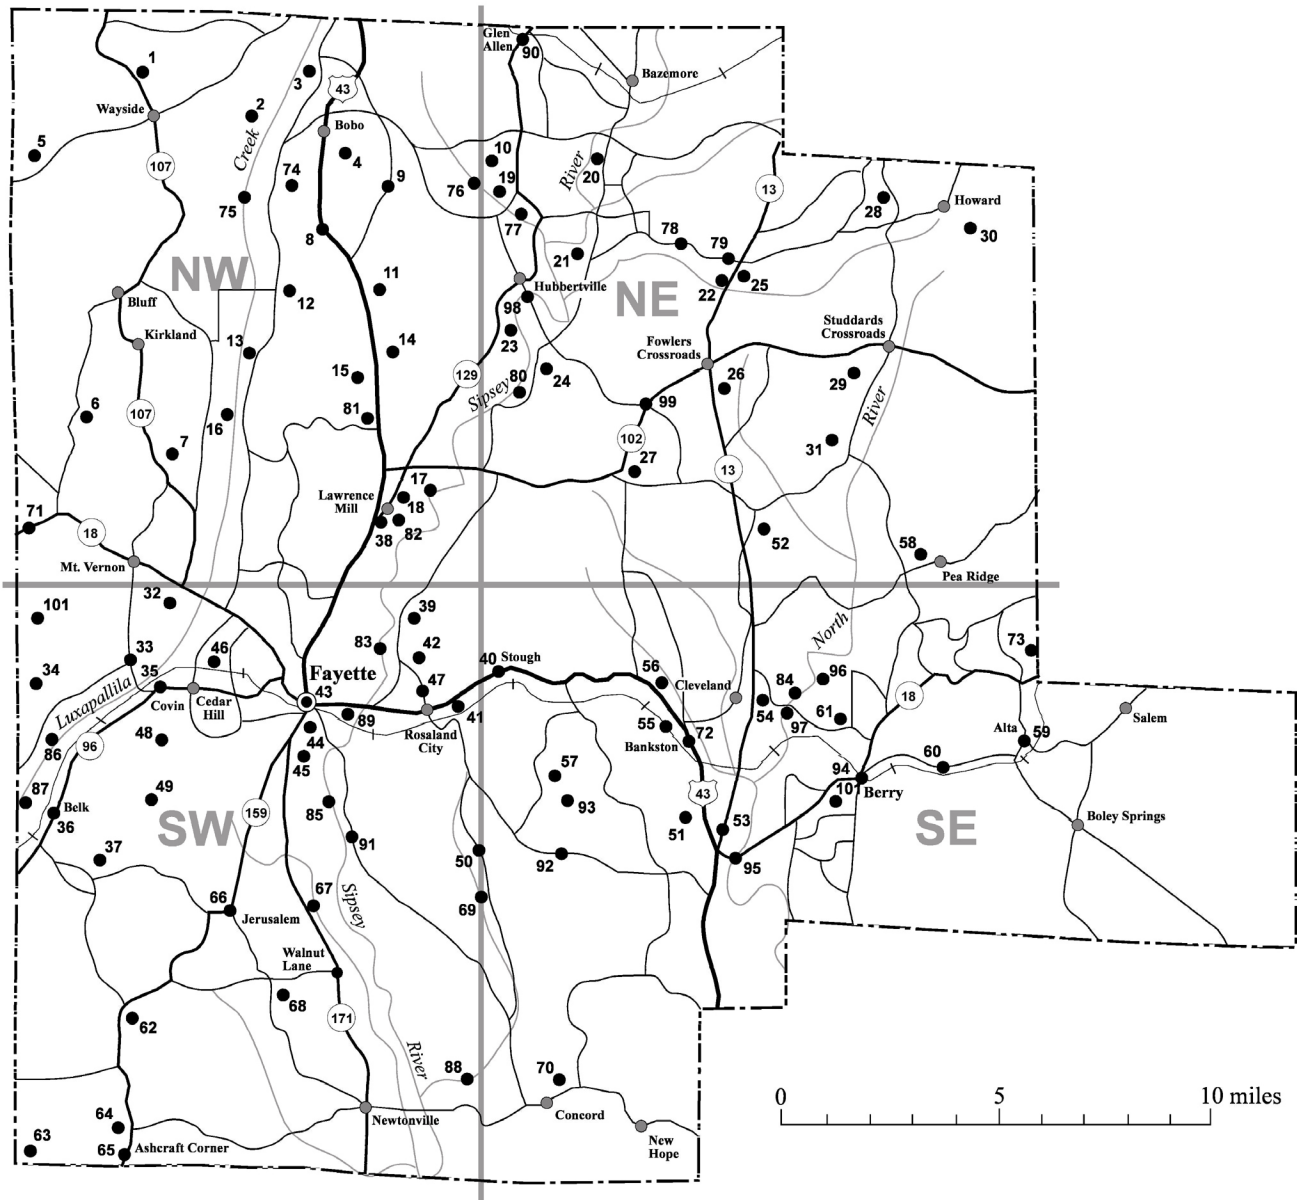 Glen
Allen
90
1
3
43
Bazemore
Wayside
2
Bobo
5
107
Creek
74
4
9
10
76
19
River
20
13
28
Howard
75
8
77
78
79
30
NW
11
21
22
25
Bluff
12
Hubbertville
98
NE
Kirkland
13
14
23
Fowlers
Crossroads
Studdards
Crossroads
15
129
Sipsey
80
24
26
29
6
107
16
81
99
River
7
102
31
27
13
Lawrence
Mill
17
18
71
18
38
82
52
58
Mt. Vernon
Pea Ridge
101
32
39
33
35
46
83
42
40
Stough
North
73
34
Fayette
47
56
96
Luxapallila
43
Cleveland
84
18
Covin
Cedar
Hill
89
41
54
97
61
Salem
86
48
44
Rosaland
City
55
Bankston
72
Alta
59
96
45
57
60
87
49
94
Berry
Belk
36
159
85
93
43
101
SW
51
53
SE
Boley Springs
37
91
50
92
95
66
67
Sipsey
69
Jerusalem
Walnut
Lane
68
62
171
River
88
70
0
5
10 miles
64
Newtonville
Concord
63
65
Ashcraft Corner
New
Hope